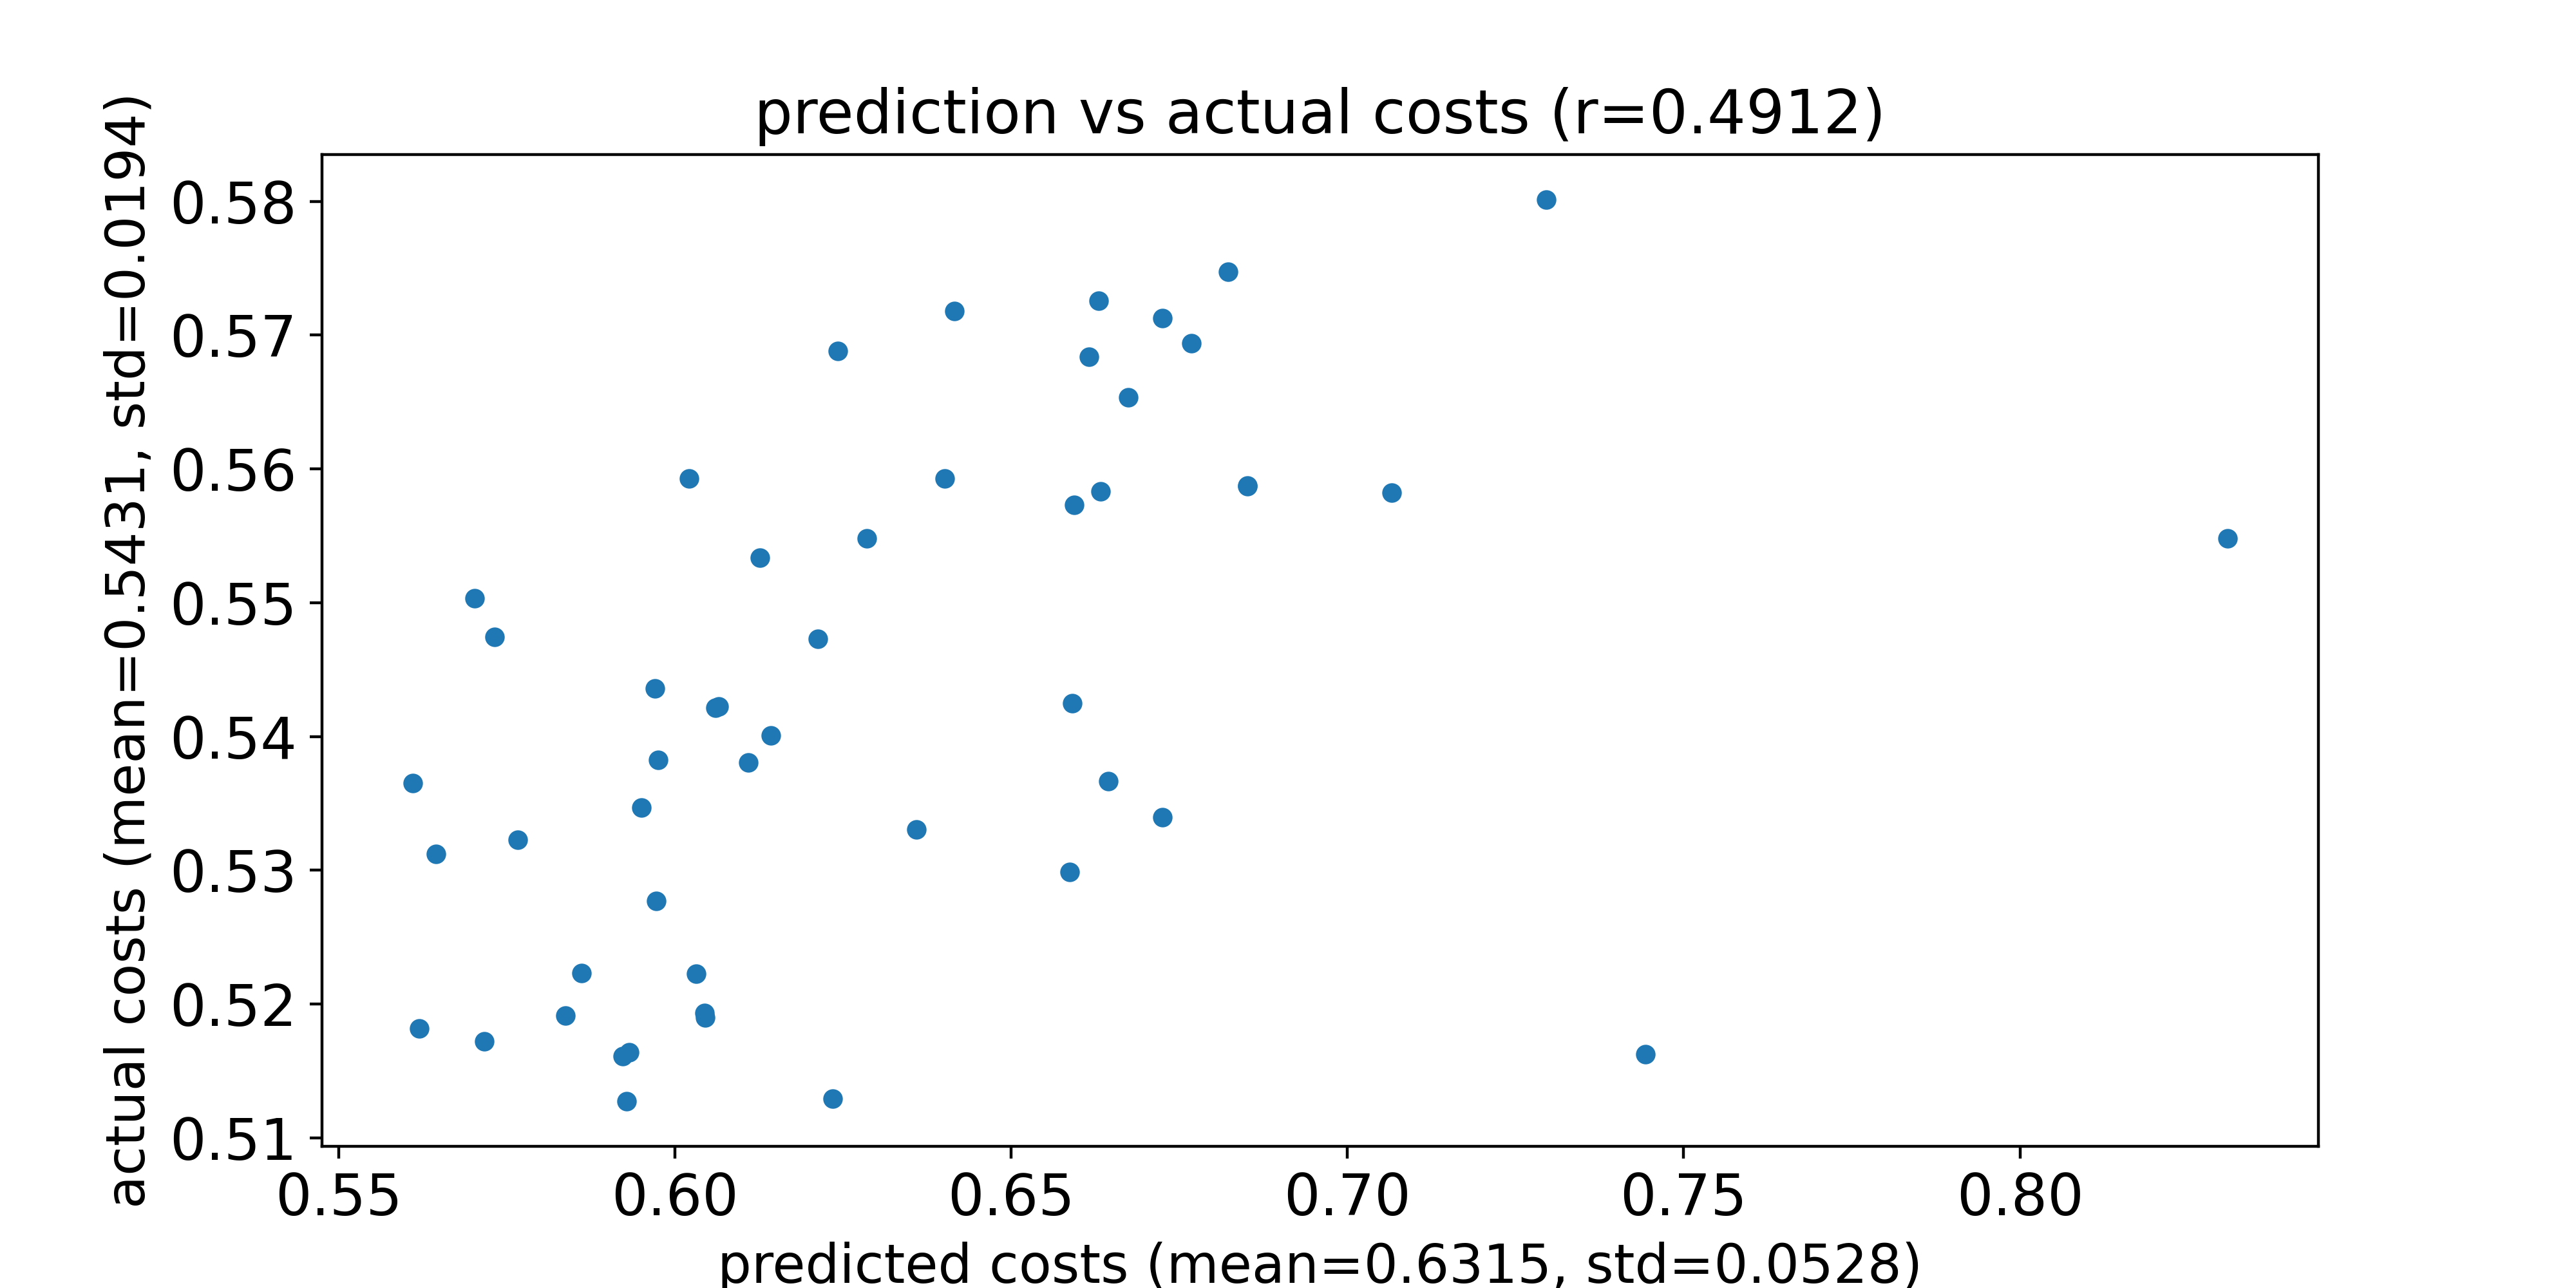 prediction vs actual costs (r=0.4912)
actual costs (mean=0.5431, std=0.0194)
0.58
0.57
0.56
0.55
0.54
0.53
0.52
0.51
0.55 0.60 0.65 0.70 0.75 0.80
predicted costs (mean=0.6315, std=0.0528)